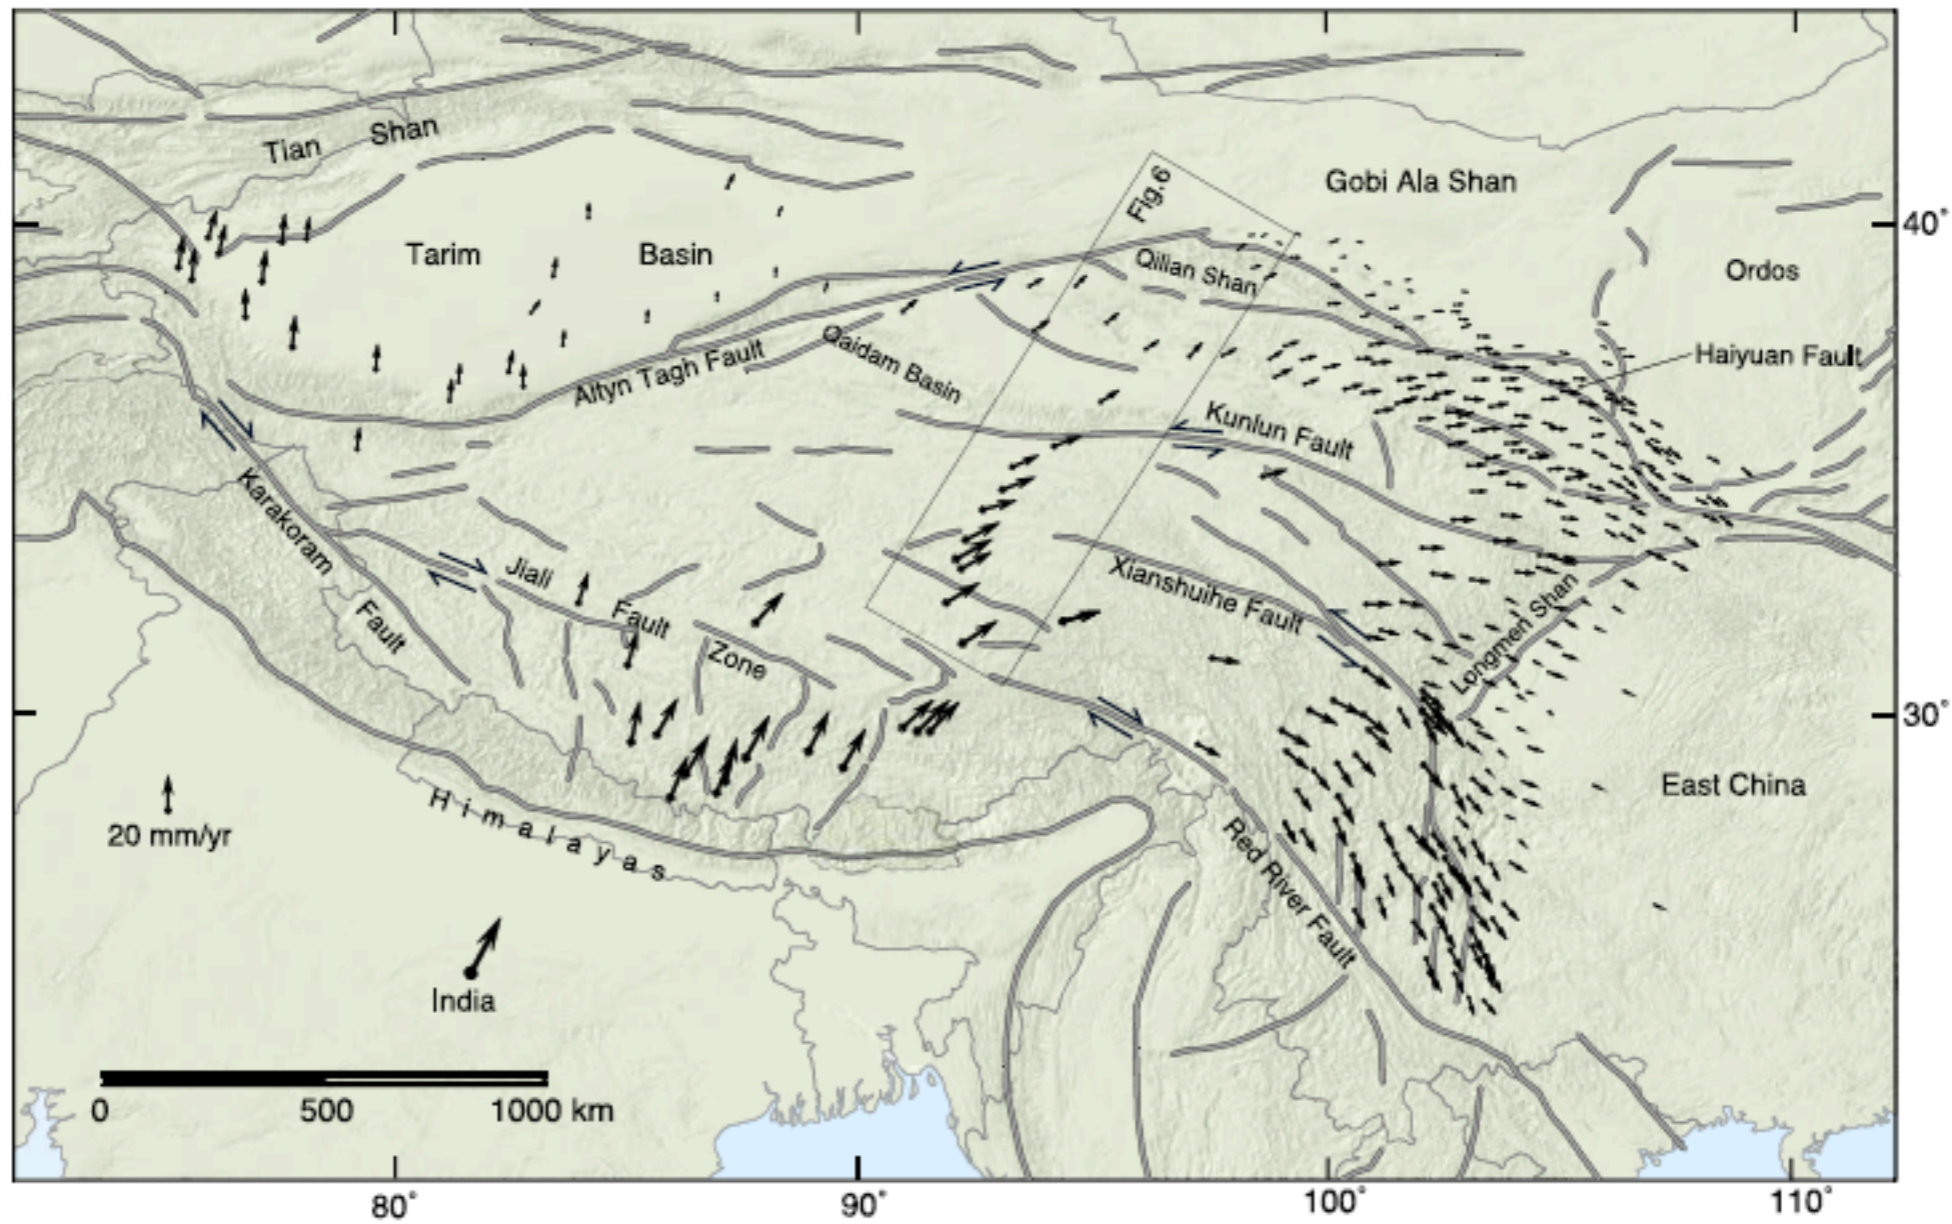 Tian Shan
Fig.6
Gobi Ala Shan
40°
Tarim Basin
Qilian Shan
Ordos
Altyn Tagh Fault
Qaidam Basin
Haiyuan Fault
Kunlun Fault
Karakoram Fault
Jiali Fault Zone
Xianshuihe Fault
Longmen Shan
30°
20 mm/yr
Himalayas
East China
Red River Fault
India
0 500 1000 km
80° 90° 100° 110°